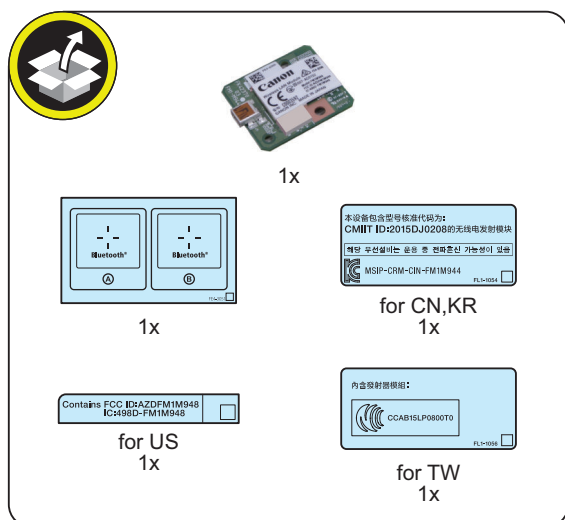 Canon
1x
Bluetooth®
Bluetooth®
A
B
1x
本设备包含型号核准代码为:
CMIIT ID:2015DJ0208的无线电发射模块
해당 무선설비는 운용 중 전파혼신 가능성이 있음
MSIP-CRM-CIN-FM1M944
FL1-1054
for CN,KR
1x
Contains FCC ID:AZDFM1M948
IC:498D-FM1M948
for US
1x
內含發射器模組:
CCAB15LP0800T0
FL1-1056
for TW
1x